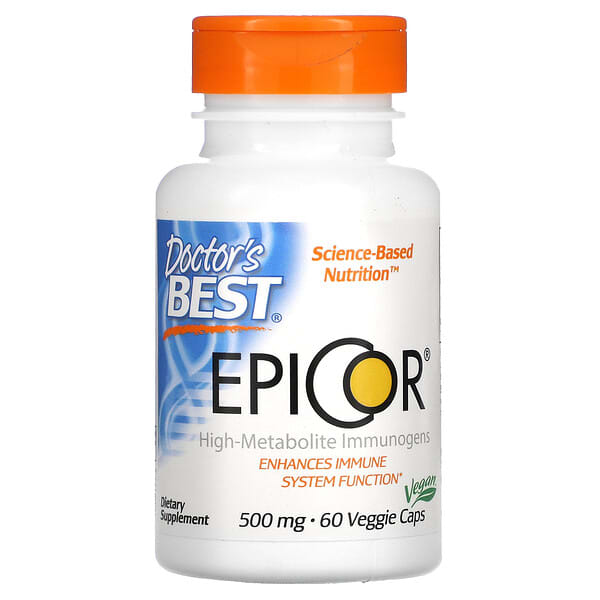 Doctor's
BEST®
Science-Based
Nutrition™
EPICOR®
High-Metabolite Immunogens
ENHANCES IMMUNE
SYSTEM FUNCTION*
Vegan
Dietary
Supplement
500 mg • 60 Veggie Caps